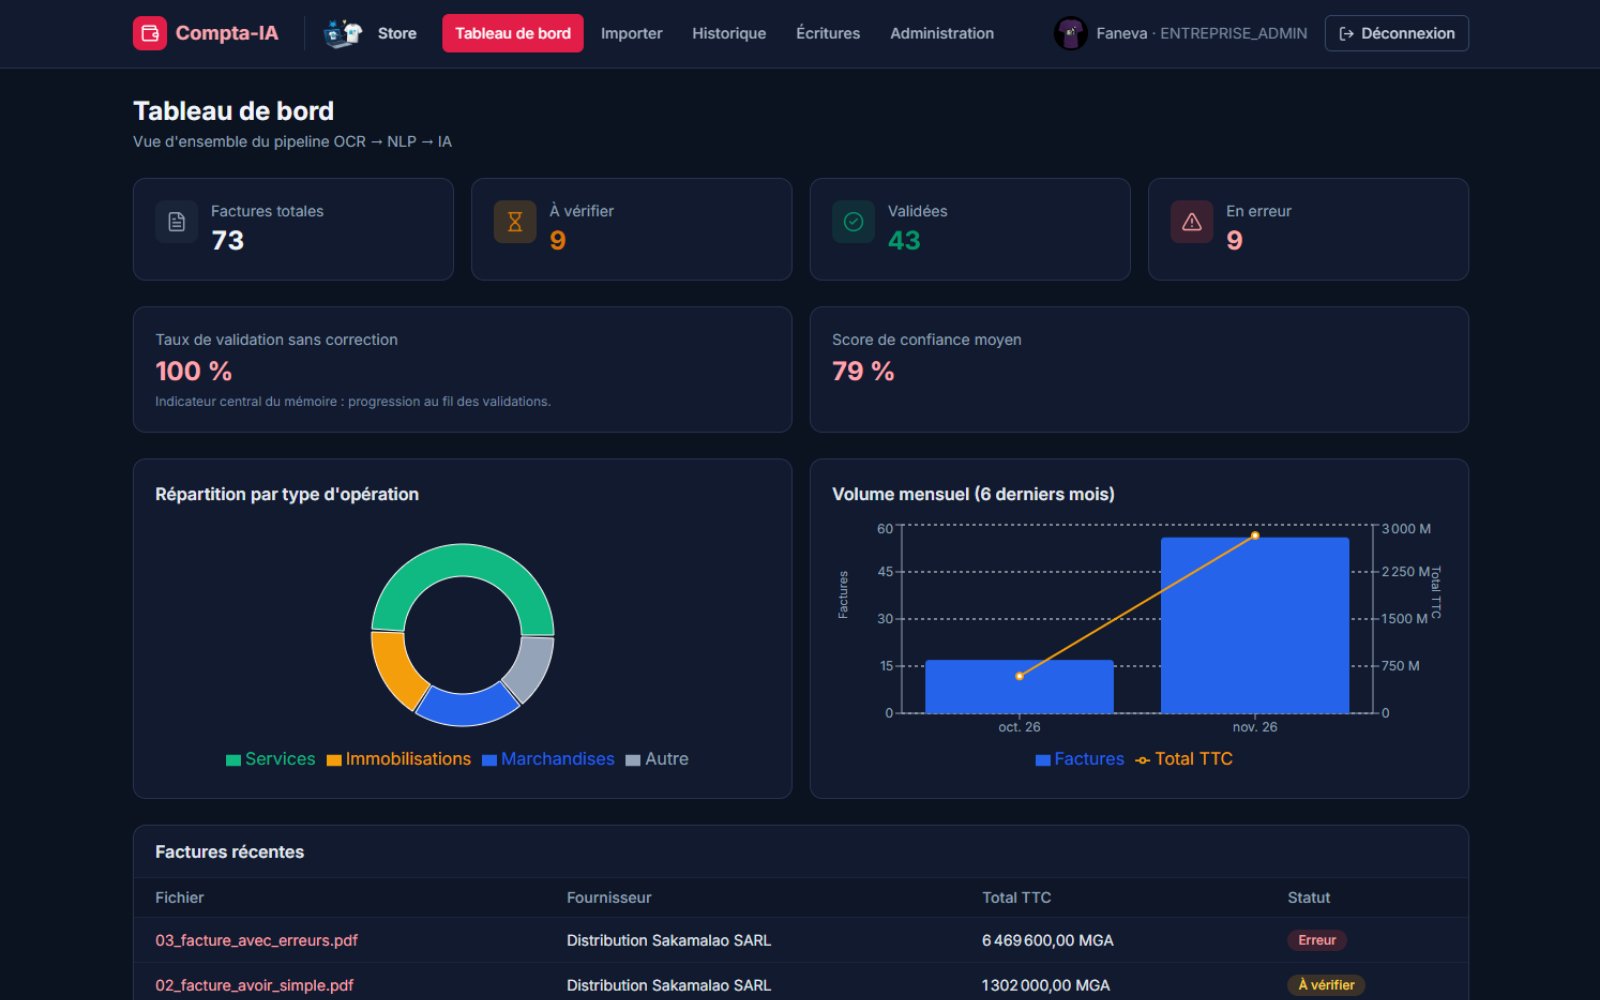 Compta-IA
Store
Tableau de bord
Importer
Historique
Écritures
Administration
Faneva · ENTREPRISE_ADMIN
Déconnexion
Tableau de bord
Vue d'ensemble du pipeline OCR → NLP → IA
Factures totales
73
À vérifier
9
Validées
43
En erreur
9
Taux de validation sans correction
100 %
Indicateur central du mémoire : progression au fil des validations.
Score de confiance moyen
79 %
Répartition par type d'opération
Services
Immobilisations
Marchandises
Autre
Volume mensuel (6 derniers mois)
60
45
30
15
0
Factures
3 000 M
2 250 M
1500 M
750 M
0
Total TTC
oct. 26
nov. 26
Factures
Total TTC
Factures récentes
Fichier Fournisseur Total TTC Statut
03_facture_avec_erreurs.pdf Distribution Sakamalao SARL 6 469 600,00 MGA Erreur
02_facture_avoir_simple.pdf Distribution Sakamalao SARL 1 302 000,00 MGA À vérifier